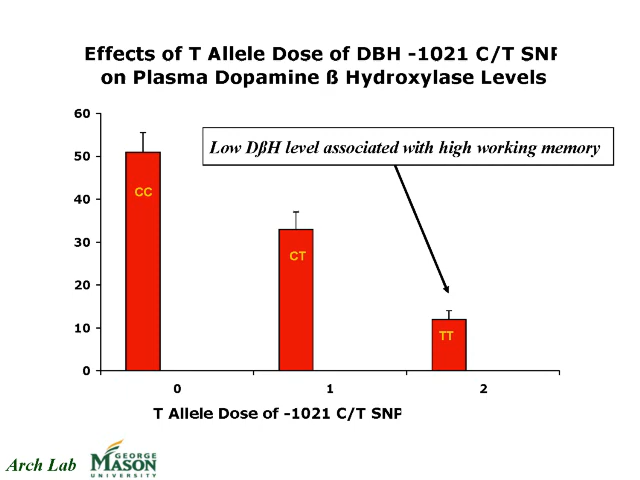 Effects of T Allele Dose of DBH -1021 C/T SNP
on Plasma Dopamine ß Hydroxylase Levels
60
50
40
30
20
10
0
Low DßH level associated with high working memory
CC
CT
TT
0 1 2
T Allele Dose of -1021 C/T SNP
Arch Lab
GEORGE
MASON
UNIVERSITY